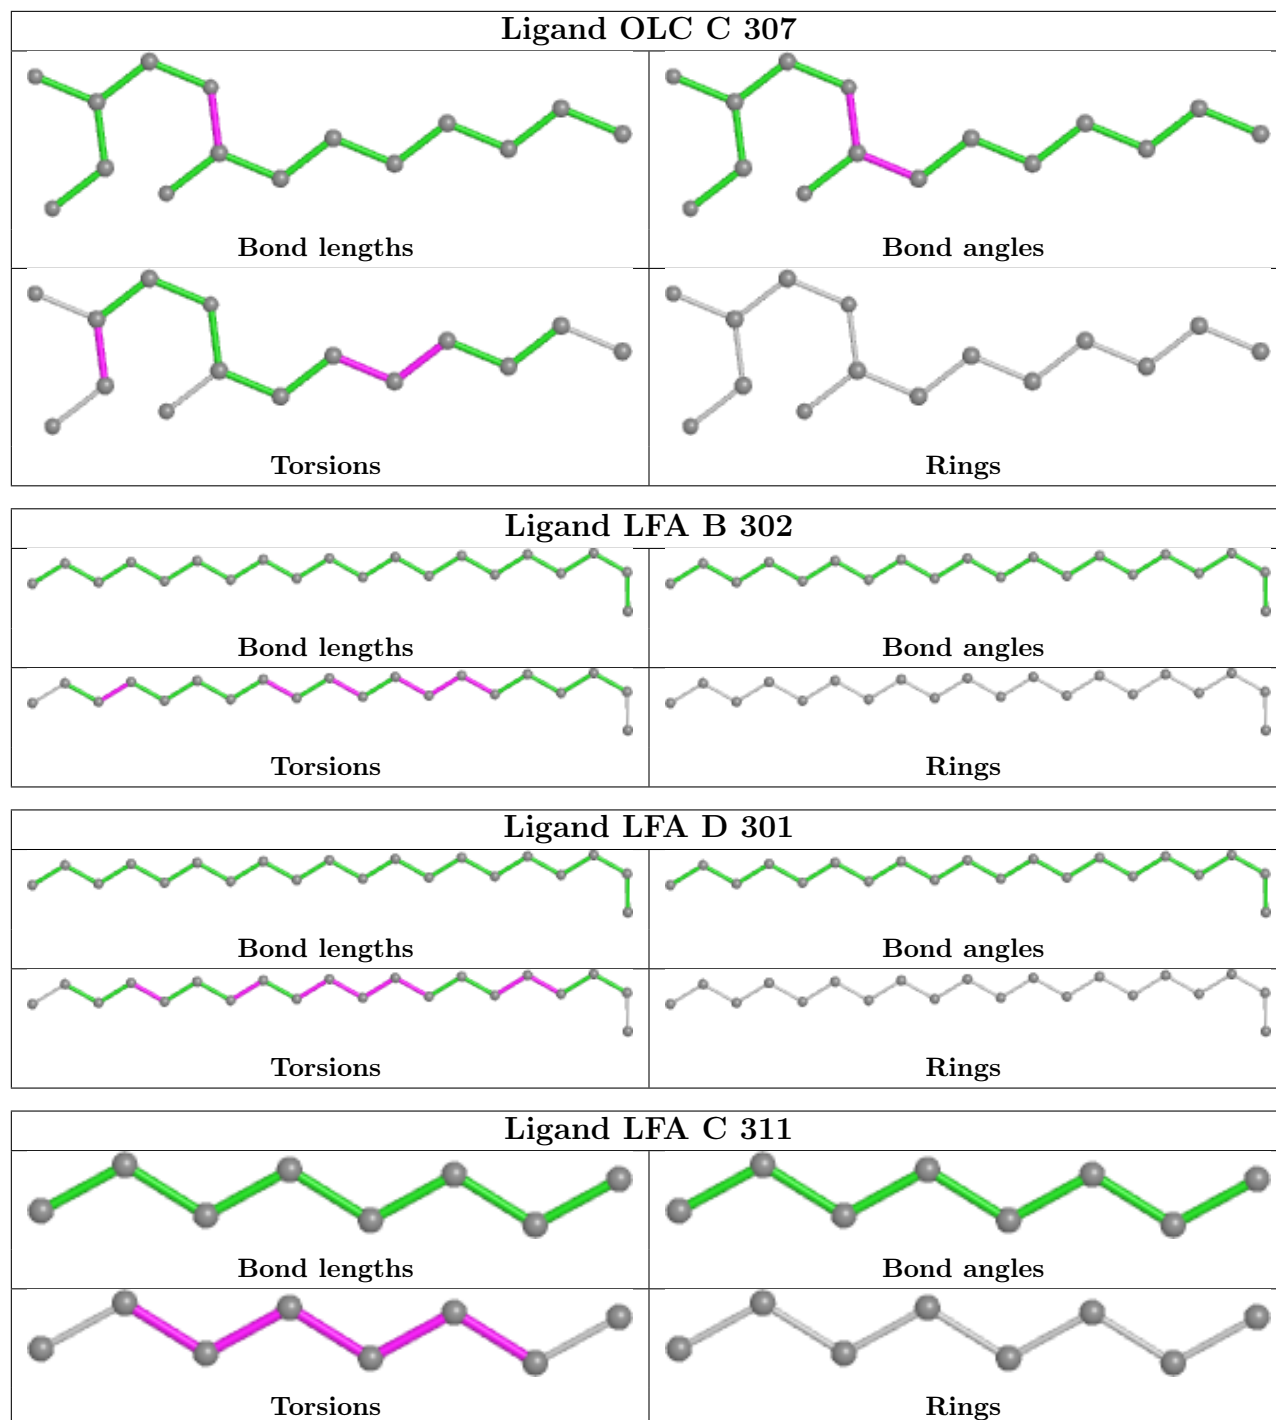 Ligand OLC C 307
Bond lengths
Bond angles
Torsions
Rings
Ligand LFA B 302
Bond lengths
Bond angles
Torsions
Rings
Ligand LFA D 301
Bond lengths
Bond angles
Torsions
Rings
Ligand LFA C 311
Bond lengths
Bond angles
Torsions
Rings